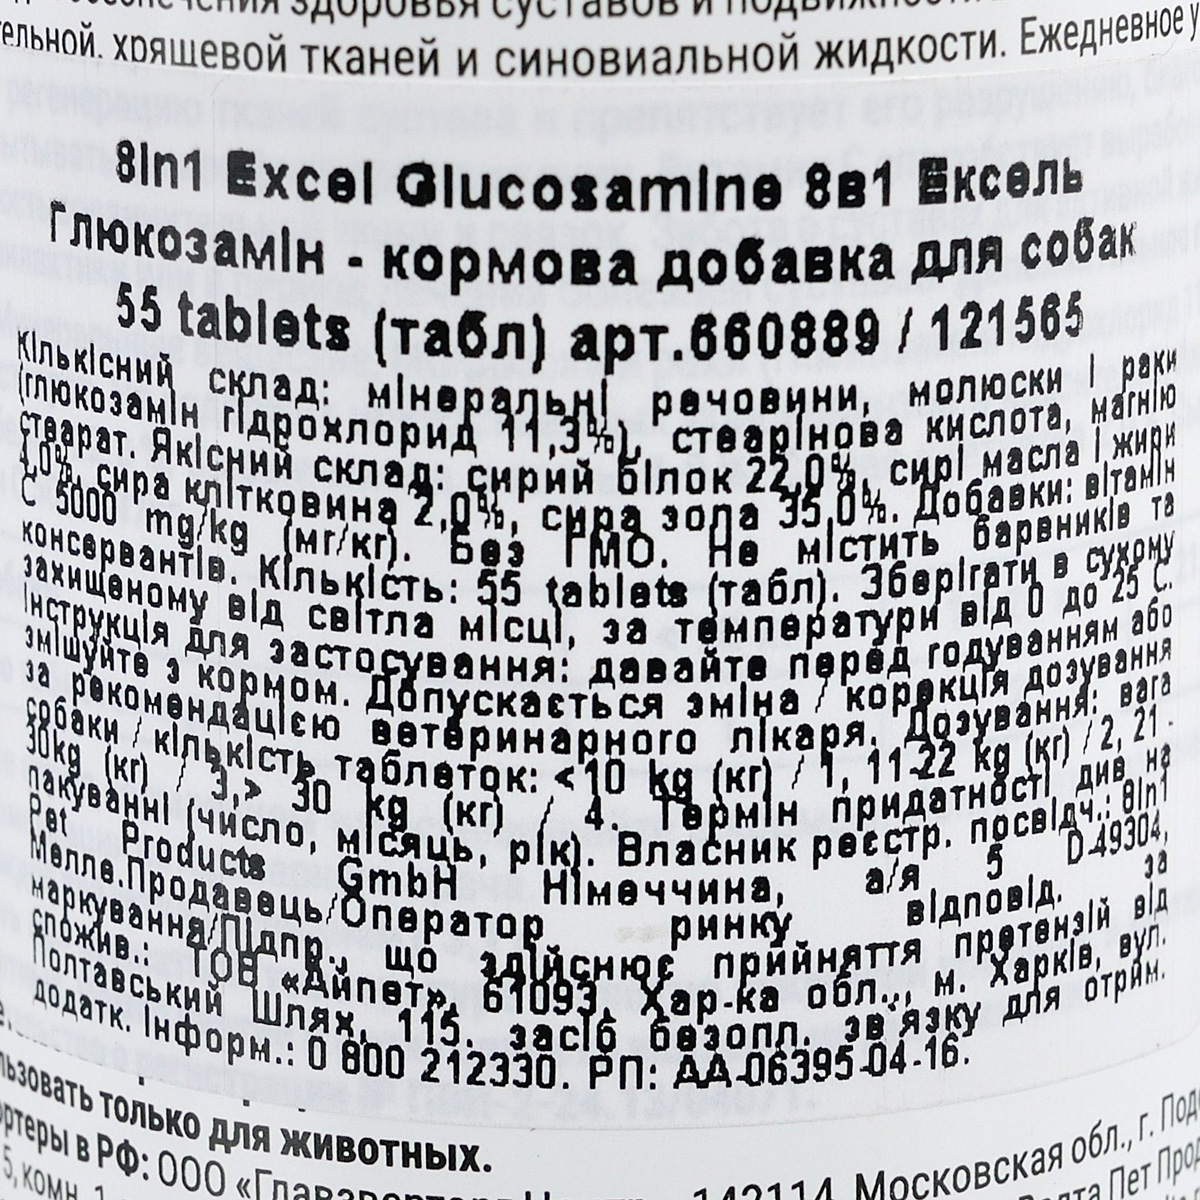 здоровья суставов и
хрящевой тканей и синовиальной жидкости. Ежедневное
8in1 Excel Glucosamine 8в1 Ексель
Глюкозамін - кормова добавка для собак
55 tablets (табл) арт.660889 / 121565
Кількісний склад: мінеральні речовини, молюски і раки
(глюкозамін гідрохлорид 11,3%), стеарінова кислота, магнію
стеарат. Якісний склад: сирий білок 22,0%, сирі масла і жири
4,0%, сира клітковина 2,0%, сира зола 35,0%. Добавки: вітамін
С 5000 mg/kg (мг/кг). Без ГМО. Не містить барвників та
консервантів. Кількість: 55 tablets (табл). Зберігати в сухому
захищеному від світла місці, за температури від 0 до 25 С.
Інструкція для застосування: давайте перед годуванням або
змішуйте з кормом. Допускається зміна / корекція дозування
за рекомендацією ветеринарного лікаря. Дозування: вага
собаки / кількість таблеток: <10 kg (кг) / 1, 11-22 kg (кг) / 2, 21 -
30kg (кг) / 3,> 30 kg (кг) / 4. Термін придатності див на
пакуванні (число, місяць, рік). Власник реєстр. посвідч.: 8in1
Pet Products GmbH Німеччина, а/я 5 D-49304,
Мелле.Продавець/Оператор ринку відповід. за
маркування/Підпр., що здійснює прийняття претензій від
спожив.: ТОВ «Айпет», 61093, Хар-ка обл., м. Харків, вул.
Полтавський Шлях, 115. засіб безопл. зв'язку для отрим.
додатк. інформ.: 0 800 212330. РП: АА-06395-04-16.
только для животных.
в РФ: ООО 142114, Московская обл., г.
Пет